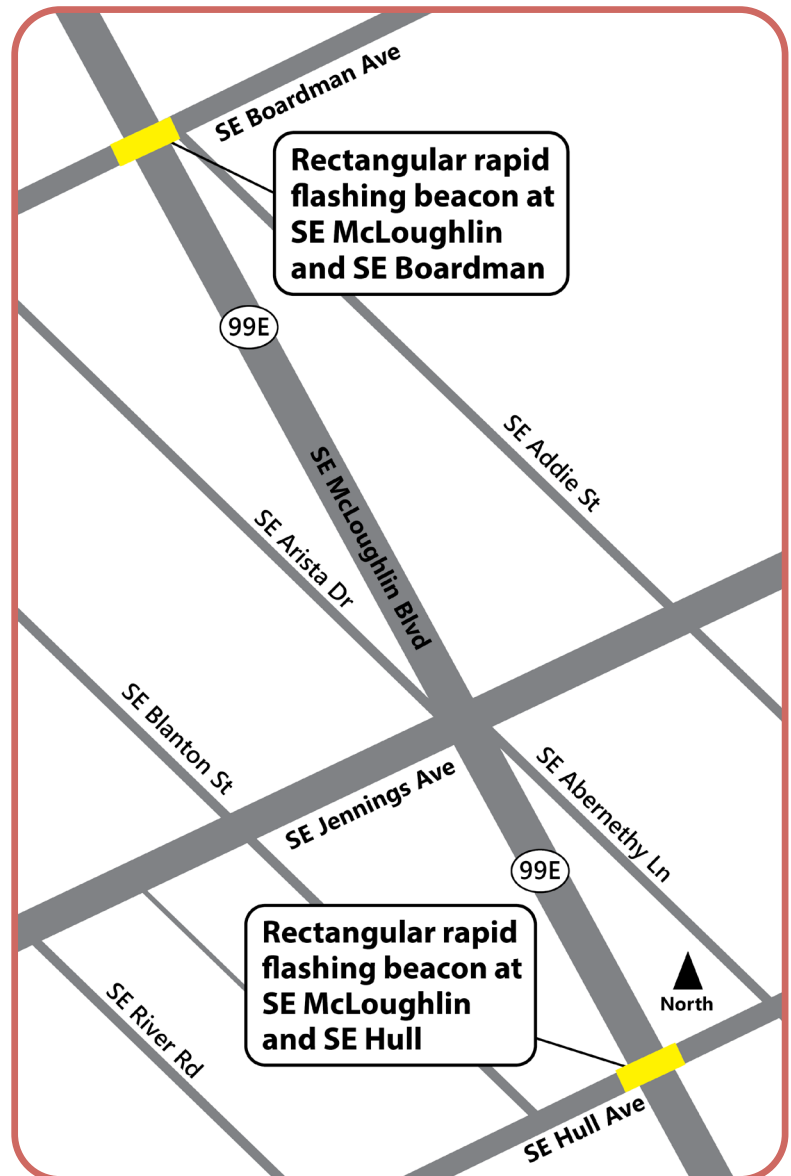 SE Boardman Ave
Rectangular rapid
flashing beacon at
SE McLoughlin
and SE Boardman
99E
SE Addie St
SE McLoughlin Blvd
SE Arista Dr
SE Blanton St
SE Jennings Ave
SE Abernethy Ln
99E
Rectangular rapid
flashing beacon at
SE McLoughlin
and SE Hull
North
SE River Rd
SE Hull Ave